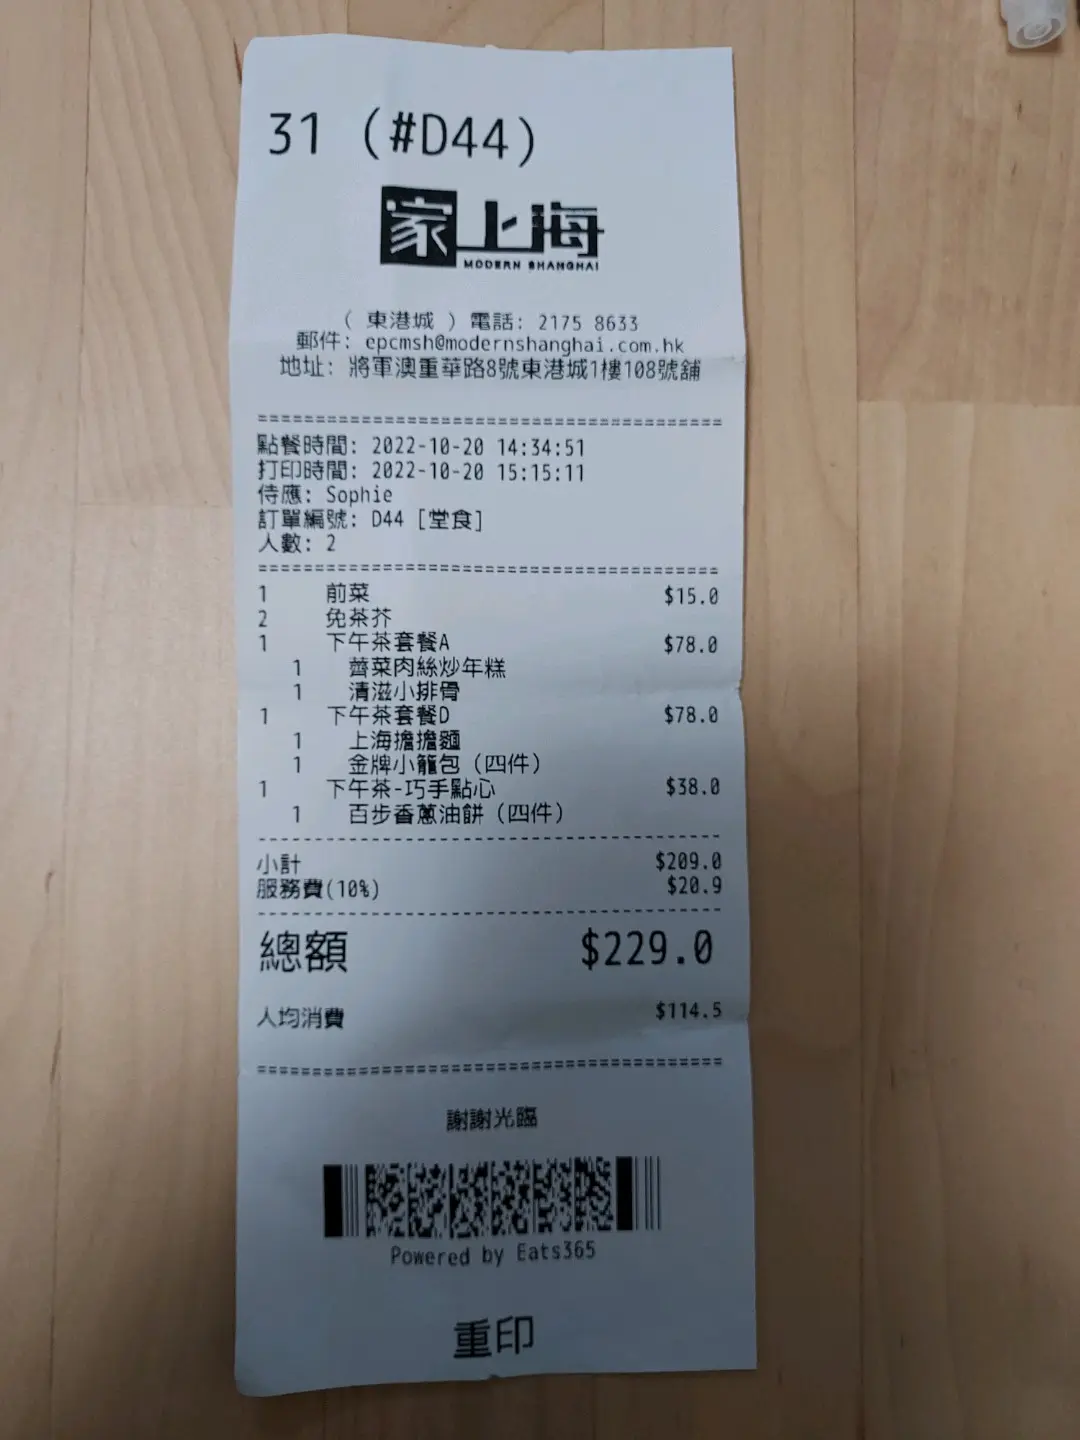 31 (#D44)
家上海
MODERN SHANGHAI
( 東港城 ) 電話: 2175 8633
郵件: epcmsh@modernshanghai.com.hk
地址: 將軍澳重華路8號東港城1樓108號舖
點餐時間: 2022-10-20 14:34:51
打印時間: 2022-10-20 15:15:11
侍應: Sophie
訂單編號: D44 [堂食]
人數: 2
1 前菜 $15.0
2 免茶芥
1 下午茶套餐A $78.0
1 薺菜肉絲炒年糕
1 清滋小排骨
1 下午茶套餐D $78.0
1 上海擔擔麵
1 金牌小籠包 (四件)
1 下午茶-巧手點心 $38.0
1 百步香蔥油餅 (四件)
小計 $209.0
服務費(10%) $20.9
總額 $229.0
人均消費 $114.5
謝謝光臨
Powered by Eats365
重印